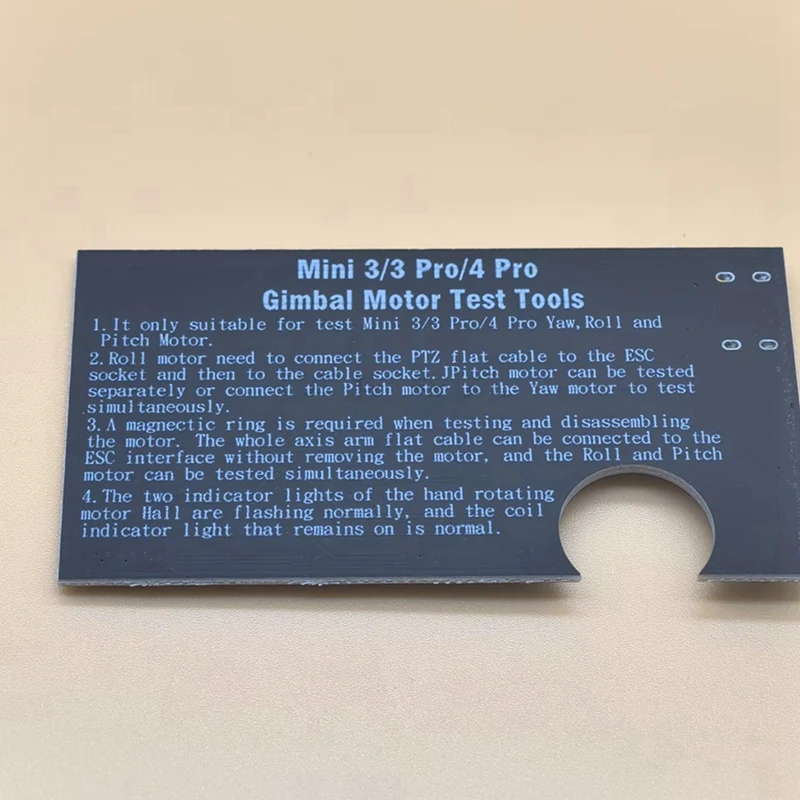 Mini 3/3 Pro/4 Pro
Gimbal Motor Test Tools
1. It only suitable for test Mini 3/3 Pro/4 Pro Yaw, Roll and
Pitch Motor.
2. Roll motor need to connect the PTZ flat cable to the ESC
socket and then to the cable socket. JPitch motor can be tested
separately or connect the Pitch motor to the Yaw motor to test
simultaneously.
3. A magnectic ring is required when testing and disassembling
the motor. The whole axis arm flat cable can be connected to the
ESC interface without removing the motor, and the Roll and Pitch
motor can be tested simultaneously.
4. The two indicator lights of the hand rotating
motor Hall are flashing normally, and the coil
indicator light that remains on is normal.